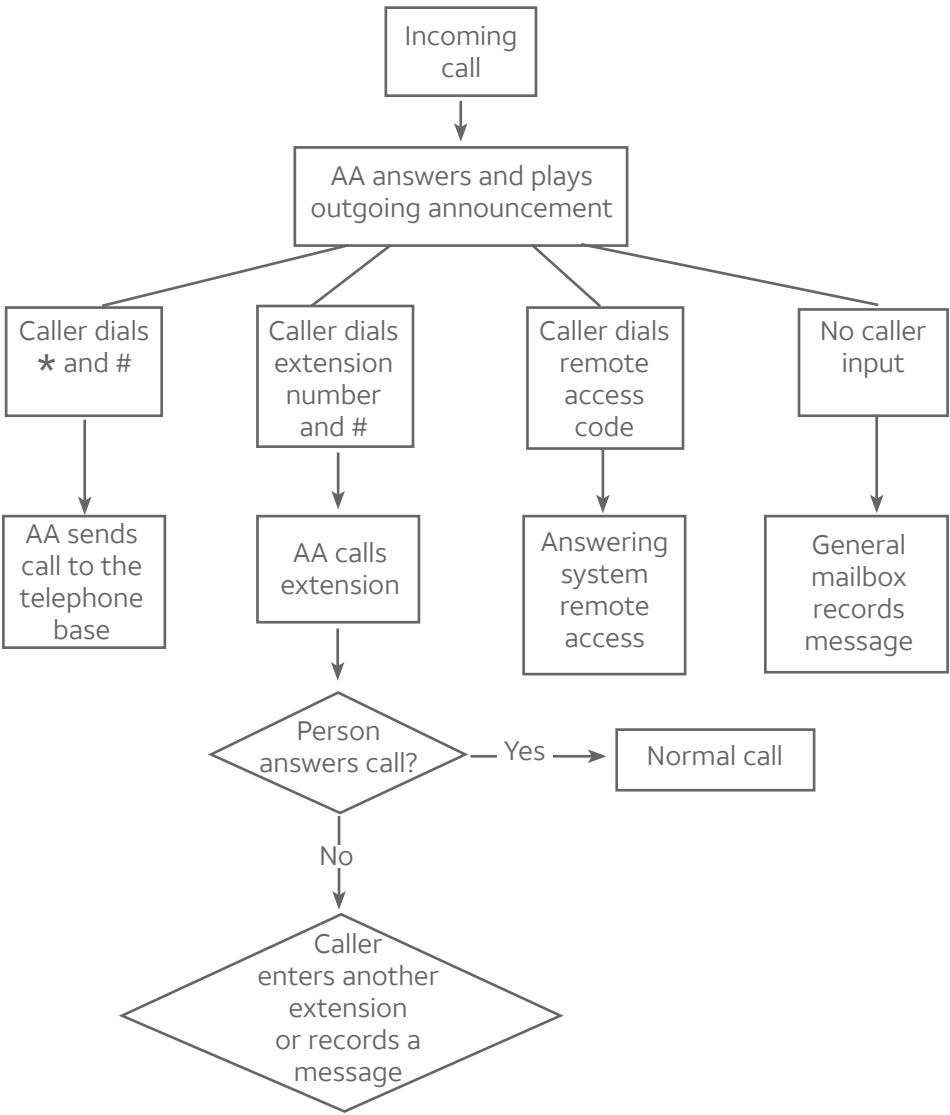 Incoming
call
AA answers and plays
outgoing announcement
Caller dials
* and #
Caller dials
extension
number
and #
Caller dials
remote
access
code
No caller
input
AA sends
call to the
telephone
base
AA calls
extension
Answering
system
remote
access
General
mailbox
records
message
Person
answers call?
Yes
Normal call
No
Caller
enters another
extension
or records a
message